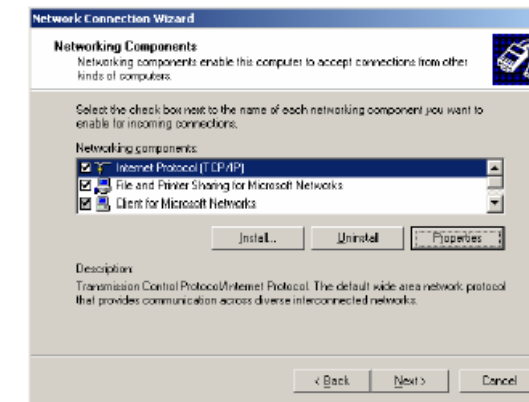 Network Connection Wizard
Networking Components
Networking components enable this computer to accept connections from other
kinds of computers.
Select the check box next to the name of each networking component you want to
enable for incoming connections.
Networking components:
Internet Protocol (TCP/IP)
File and Printer Sharing for Microsoft Networks
Client for Microsoft Networks
Install...
Uninstall
Properties
Description:
Transmission Control Protocol/Internet Protocol. The default wide area network protocol
that provides communication across diverse interconnected networks.
< Back
Next >
Cancel